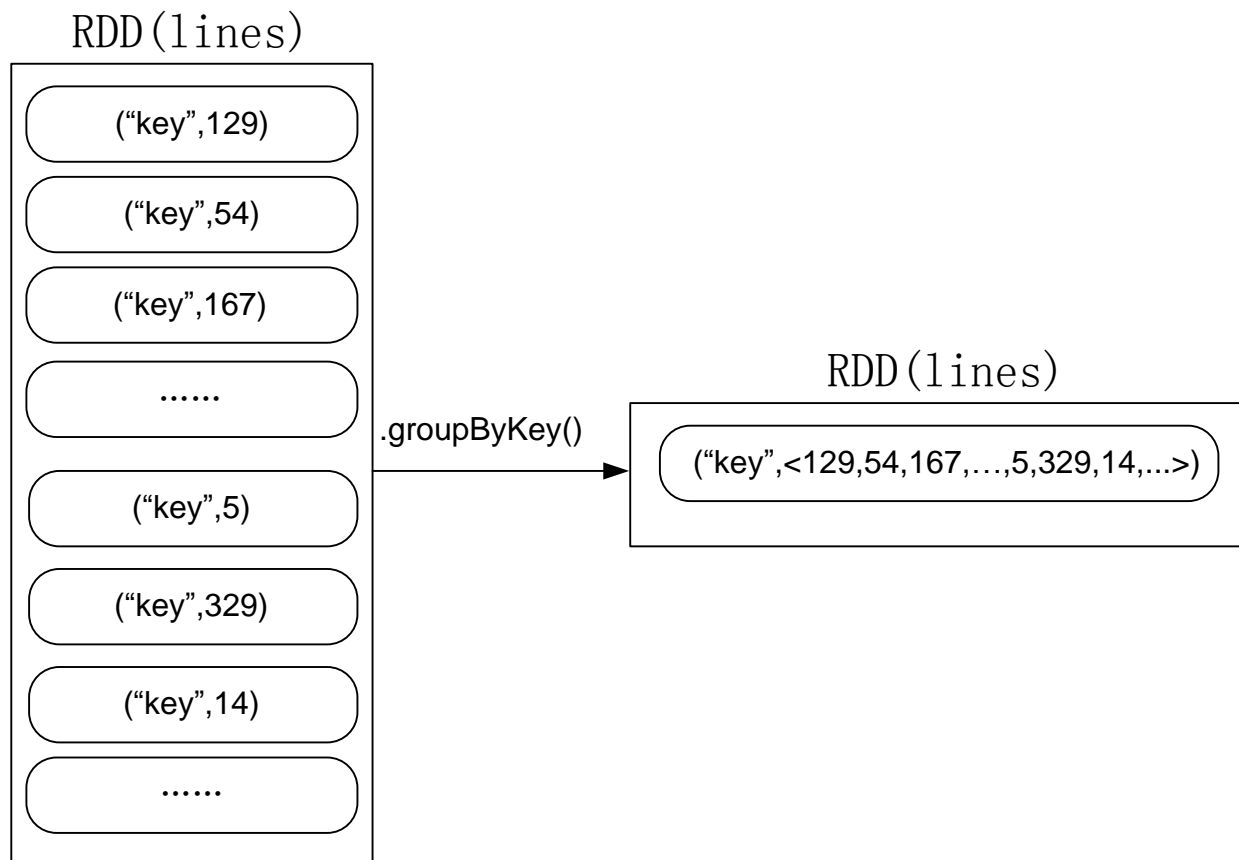 RDD(lines)
(“key”,129)
(“key”,54)
(“key”,167)
……
(“key”,5)
(“key”,329)
(“key”,14)
……
.groupByKey()
RDD(lines)
(“key”,<129,54,167,…,5,329,14,...>)